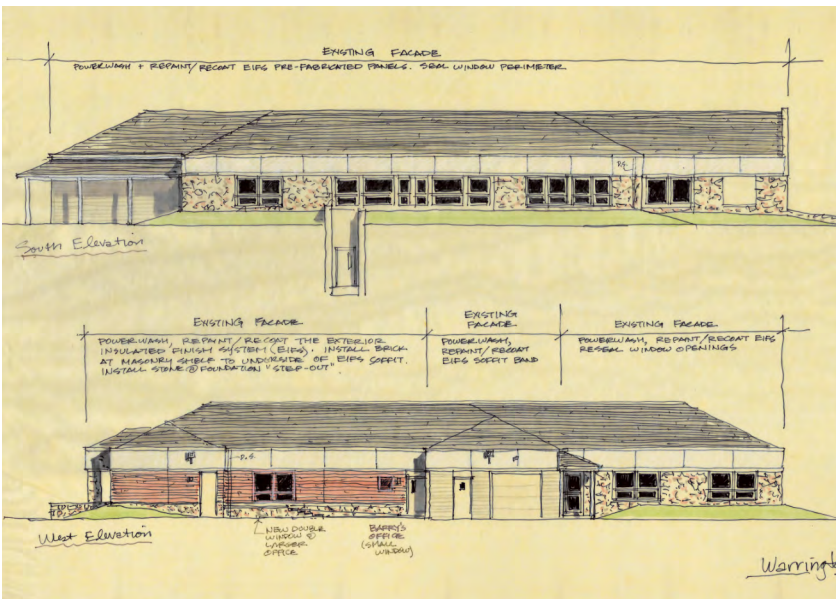 EXISTING FACADE
POWERWASH + REPAINT/RECOAT EIFS PRE-FABRICATED PANELS. SEAL WINDOW PERIMETER
D.S.
South Elevation
EXISTING FACADE
POWERWASH, REPAINT/RECOAT THE EXTERIOR
INSULATED FINISH SYSTEM (EIFS). INSTALL BRICK
AT MASONRY SHELF TO UNDERSIDE OF EIFS SOFFIT.
INSTALL STONE @ FOUNDATION "STEP-OUT".
EXISTING
FACADE
POWERWASH,
REPAINT/RECOAT
EIFS SOFFIT BAND
EXISTING FACADE
POWERWASH, REPAINT/RECOAT EIFS
RESEAL WINDOW OPENINGS
D.S.
West Elevation
NEW DOUBLE
WINDOW @
LARGER
OFFICE
BARRY'S
OFFICE
(SMALL
WINDOW)
Warringt